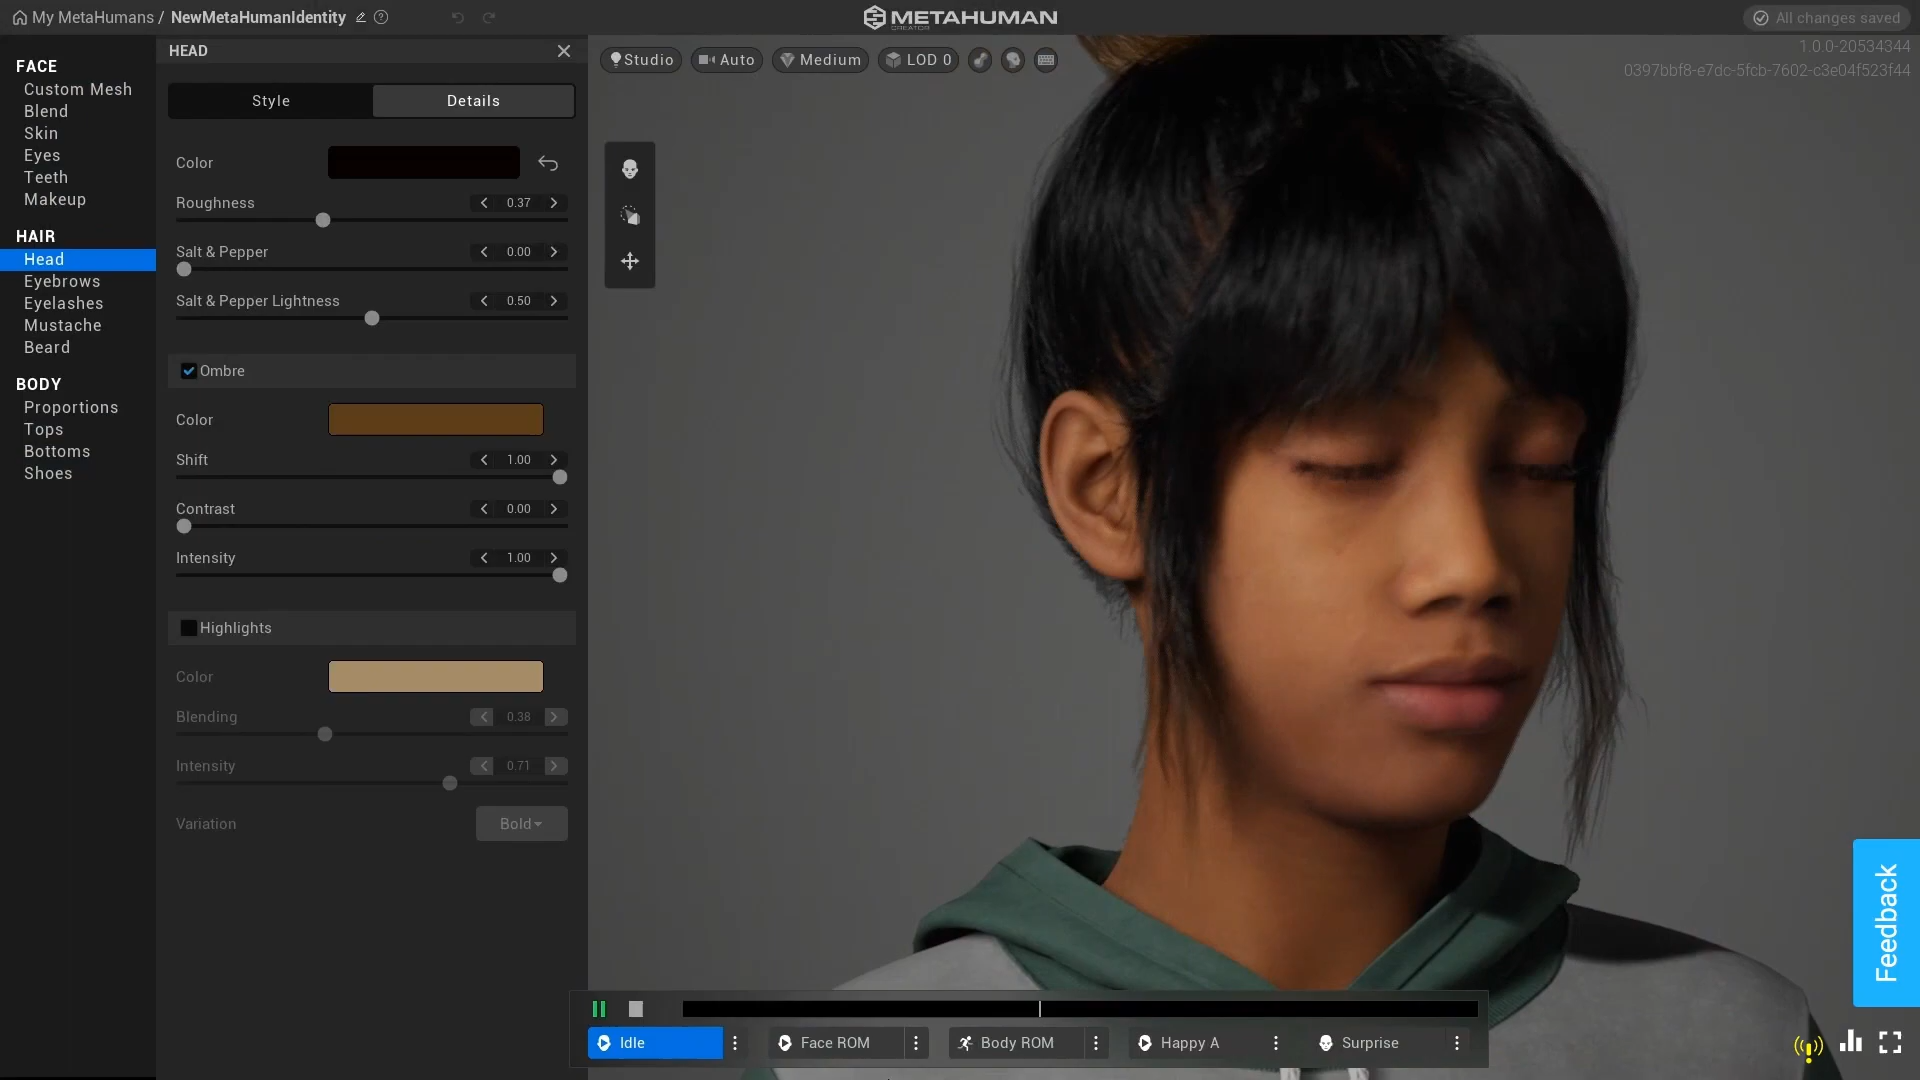 My MetaHumans / NewMetaHumanIdentity
METAHUMAN
CREATOR
All changes saved
1.0.0-20534344
0397bbf8-e7dc-5fcb-7602-c3e04f523f44
FACE
Custom Mesh
Blend
Skin
Eyes
Teeth
Makeup
HAIR
Head
Eyebrows
Eyelashes
Mustache
Beard
BODY
Proportions
Tops
Bottoms
Shoes
HEAD
Style Details
Color
Roughness 0.37
Salt & Pepper 0.00
Salt & Pepper Lightness 0.50
Ombre
Color
Shift 1.00
Contrast 0.00
Intensity 1.00
Highlights
Color
Blending 0.38
Intensity 0.71
Variation Bold
Studio Auto Medium LOD 0
Feedback
Idle Face ROM Body ROM Happy A Surprise